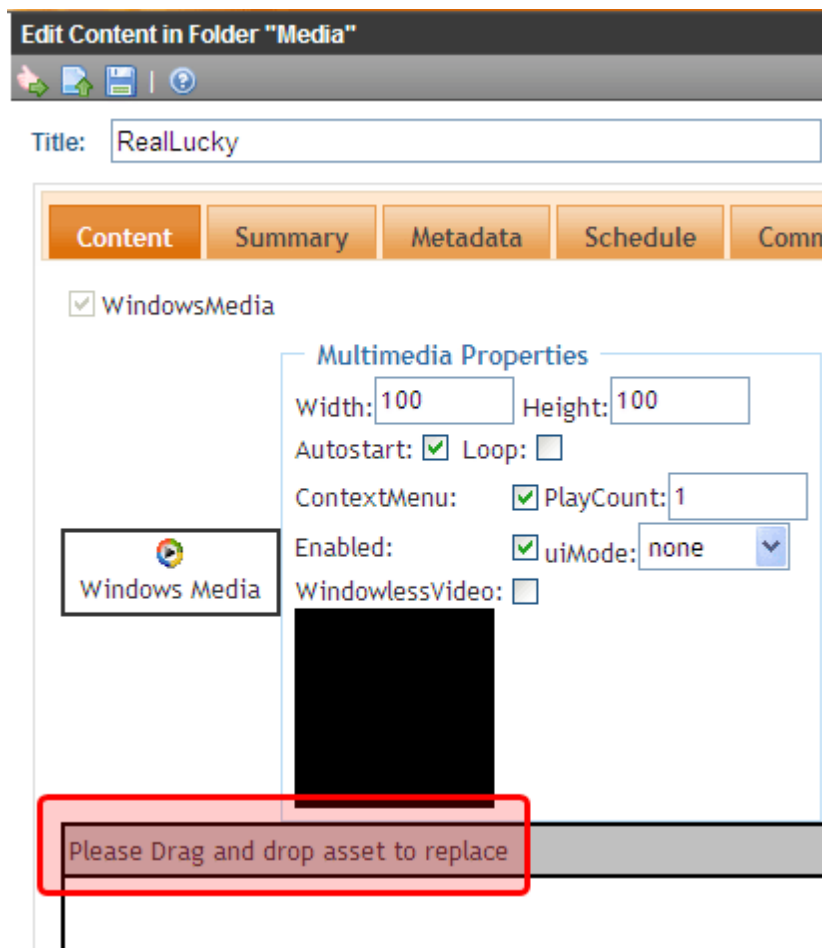 Edit Content in Folder "Media"
Title: RealLucky
Content Summary Metadata Schedule Comm
WindowsMedia
Multimedia Properties
Width: 100 Height: 100
Autostart: Loop:
ContextMenu: PlayCount: 1
Enabled: uiMode: none
Windows Media
WindowlessVideo:
Please Drag and drop asset to replace